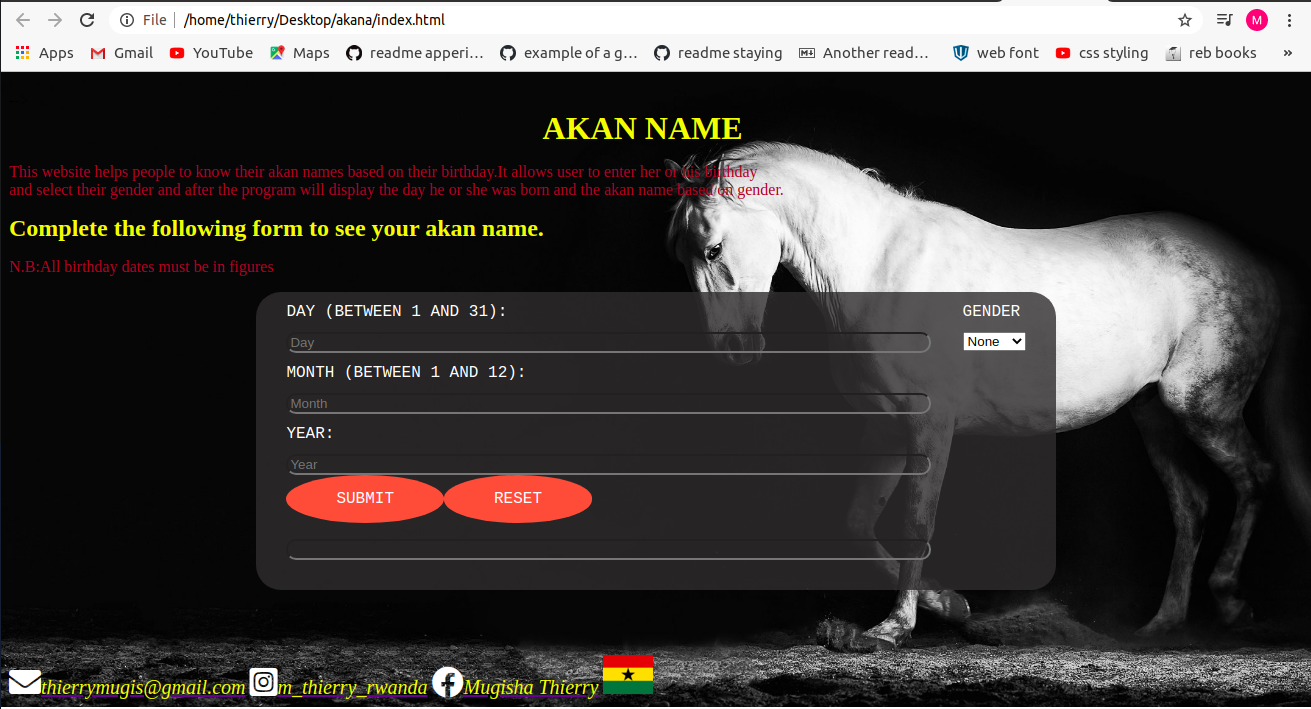 File | /home/thierry/Desktop/akana/index.html M
Apps Gmail YouTube Maps readme apperi… example of a g… readme staying Another read… web font css styling reb books »
AKAN NAME
This website helps people to know their akan names based on their birthday.It allows user to enter her or his birthday
and select their gender and after the program will display the day be or she was born and the akan name based on gender.
Complete the following form to see your akan name.
N.B:All birthday dates must be in figures
DAY (BETWEEN 1 AND 31): GENDER
Day None
MONTH (BETWEEN 1 AND 12):
Month
YEAR:
Year
SUBMIT RESET
thierrymugis@gmail.com m_thierry_rwanda Mugisha Thierry